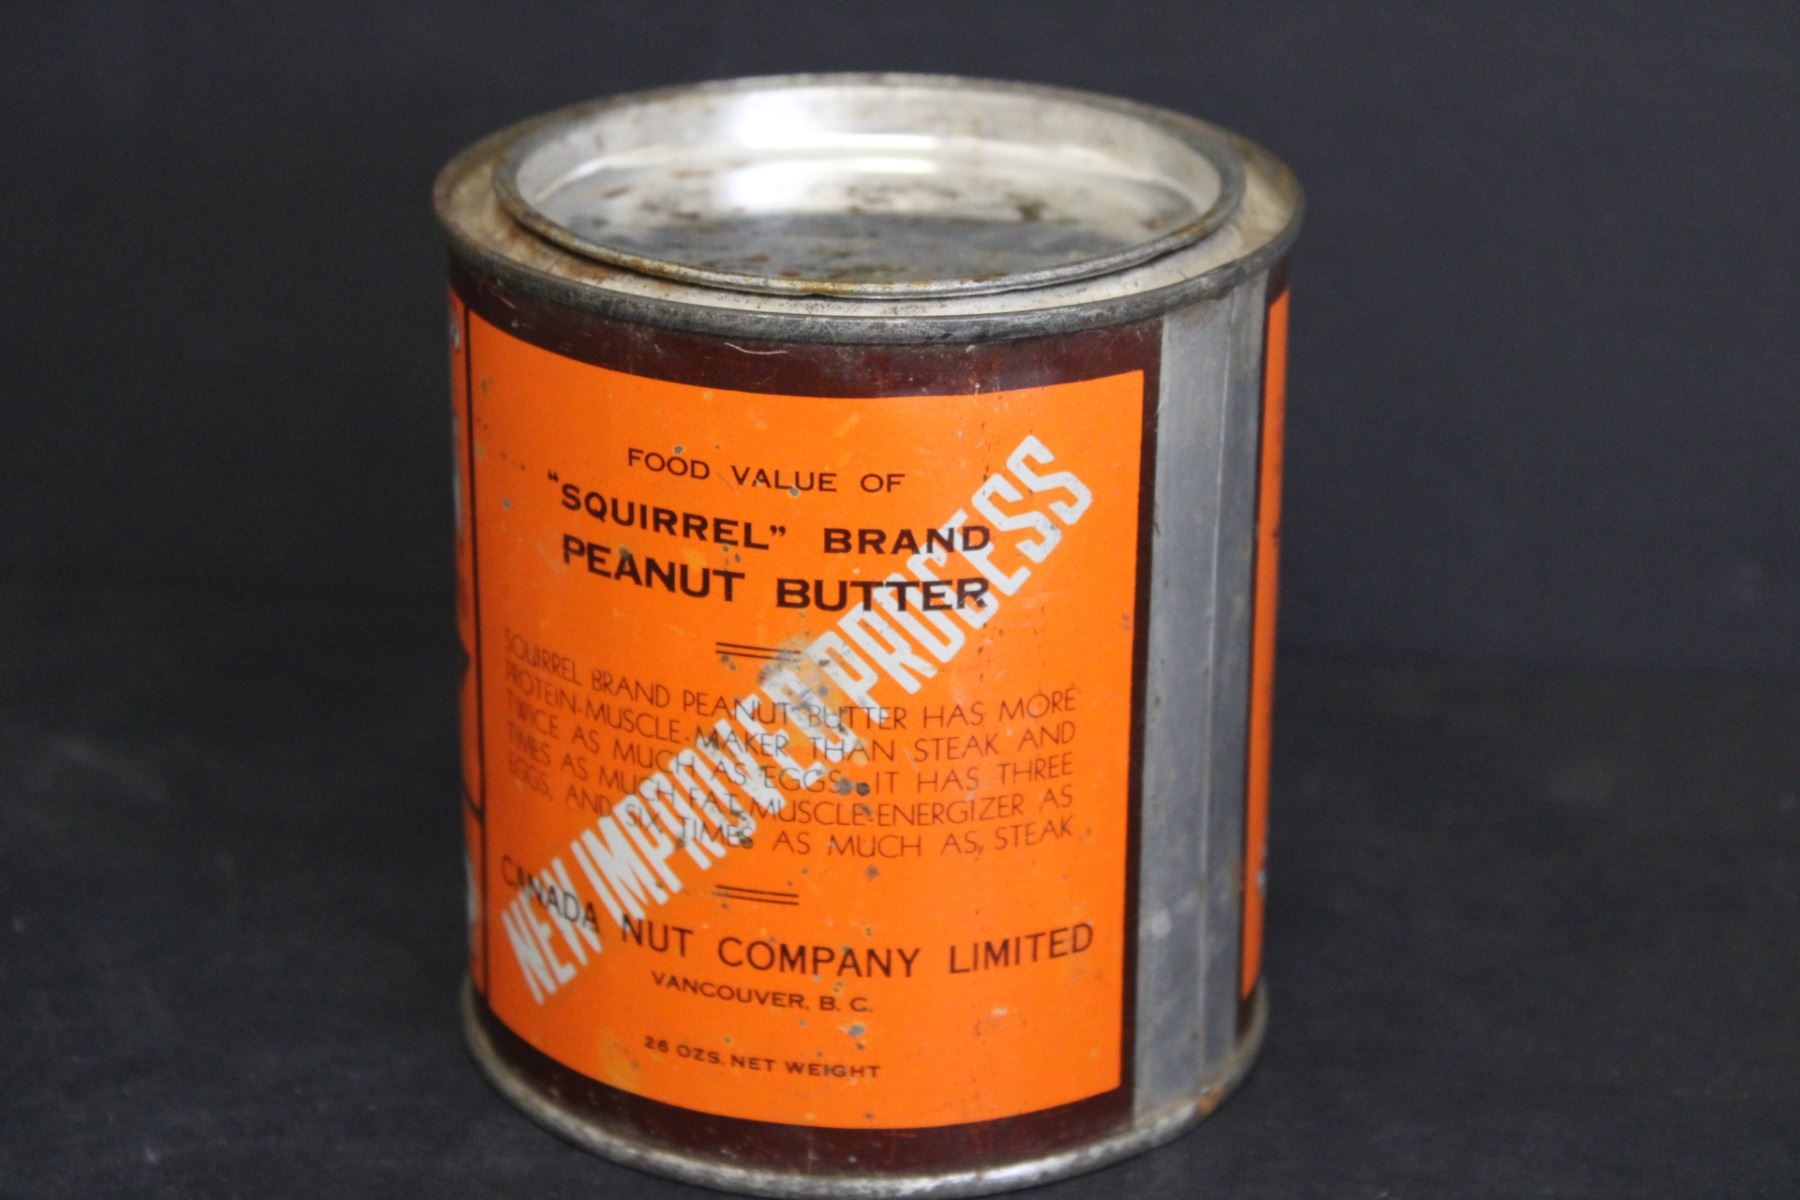 FOOD VALUE OF
"SQUIRREL" BRAND
PEANUT BUTTER
SQUIRREL BRAND PEANUT BUTTER HAS MORE
PROTEIN-MUSCLE-MAKER THAN STEAK AND
TWICE AS MUCH AS EGGS. IT HAS THREE
TIMES AS MUCH FAT-MUSCLE-ENERGIZER AS
EGGS, AND SIX TIMES AS MUCH AS STEAK.
NEW IMPROVED PROCESS
CANADA NUT COMPANY LIMITED
VANCOUVER, B. C.
26 OZS. NET WEIGHT